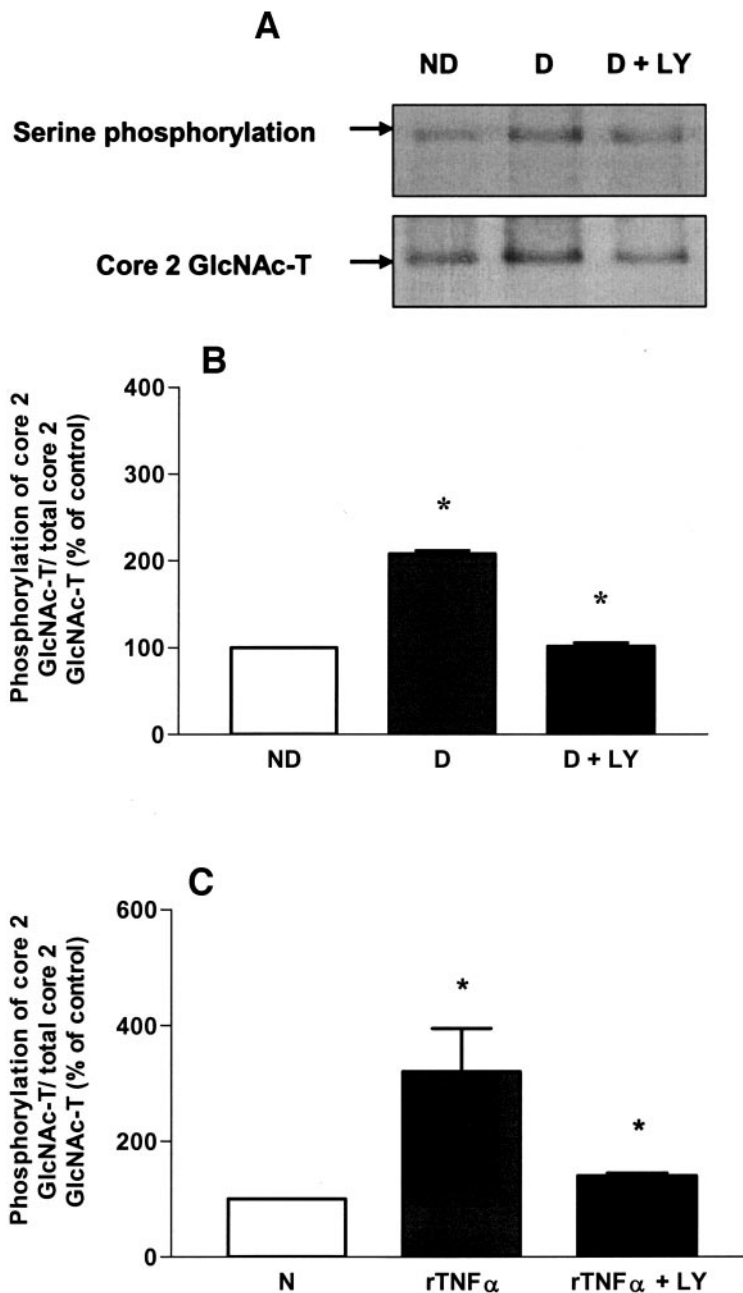 A
ND D D + LY
Serine phosphorylation
Core 2 GlcNAc-T
B
Phosphorylation of core 2
GlcNAc-T/ total core 2
GlcNAc-T (% of control)
400
300
200
100
0
*
*
ND D D + LY
C
Phosphorylation of core 2
GlcNAc-T/ total core 2
GlcNAc-T (% of control)
600
400
200
0
*
*
N rTNFα rTNFα + LY